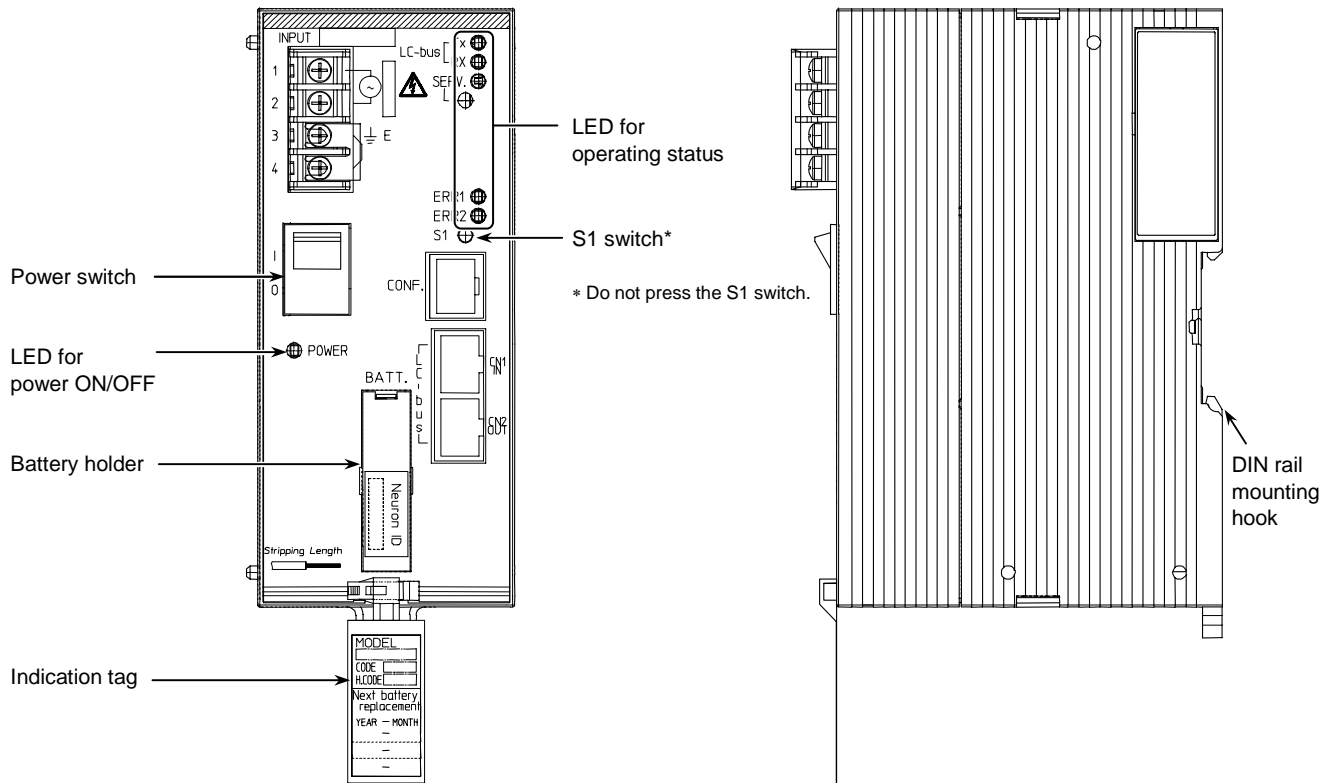 INPUT
LC-bus
TX
RX
SERV.
1
2
3
4
~
E
LED for
operating status
ERR1
ERR2
S1
S1 switch*
* Do not press the S1 switch.
Power switch
I
O
CONF.
LED for
power ON/OFF
POWER
LC-bus
CN1
IN
CN2
OUT
BATT.
Battery holder
Neuron ID
DIN rail
mounting
hook
Stripping Length
Indication tag
MODEL
CODE
H.CODE
Next battery
replacement
YEAR – MONTH
–
–
–